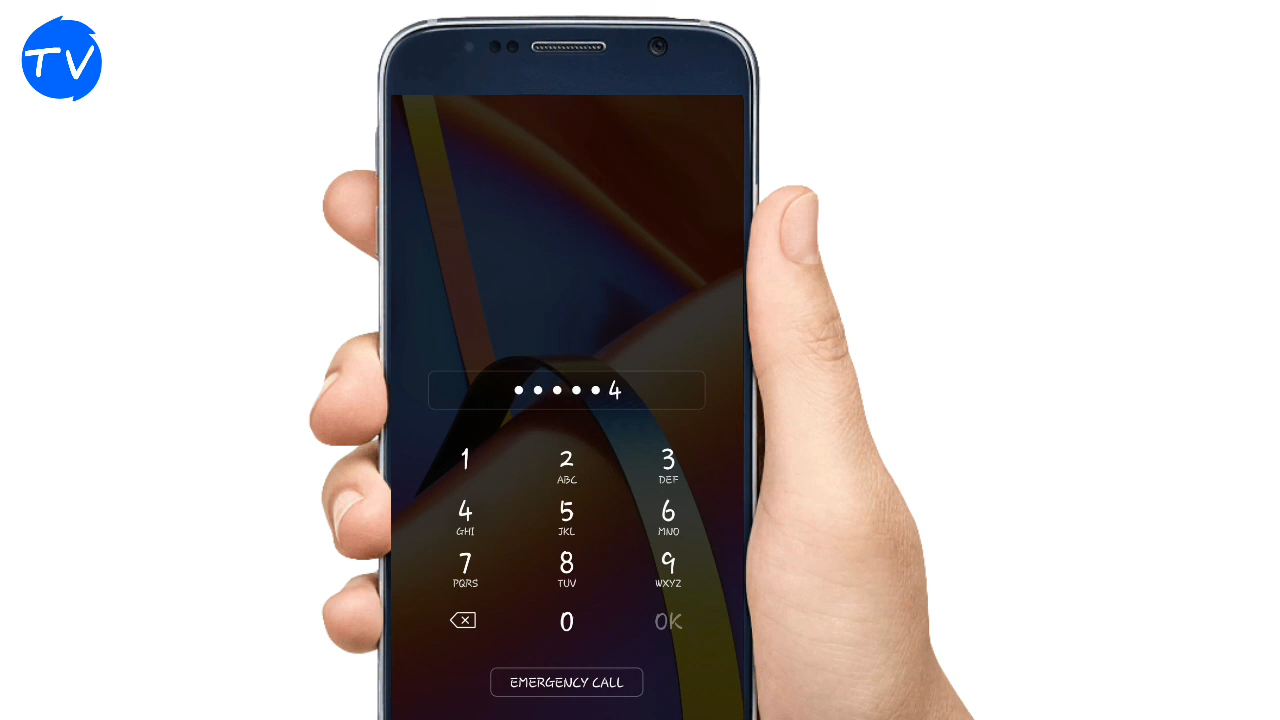 TV
•••••4
1 2 3
ABC DEF
4 5 6
GHI JKL MNO
7 8 9
PQRS TUV WXYZ
0 OK
EMERGENCY CALL